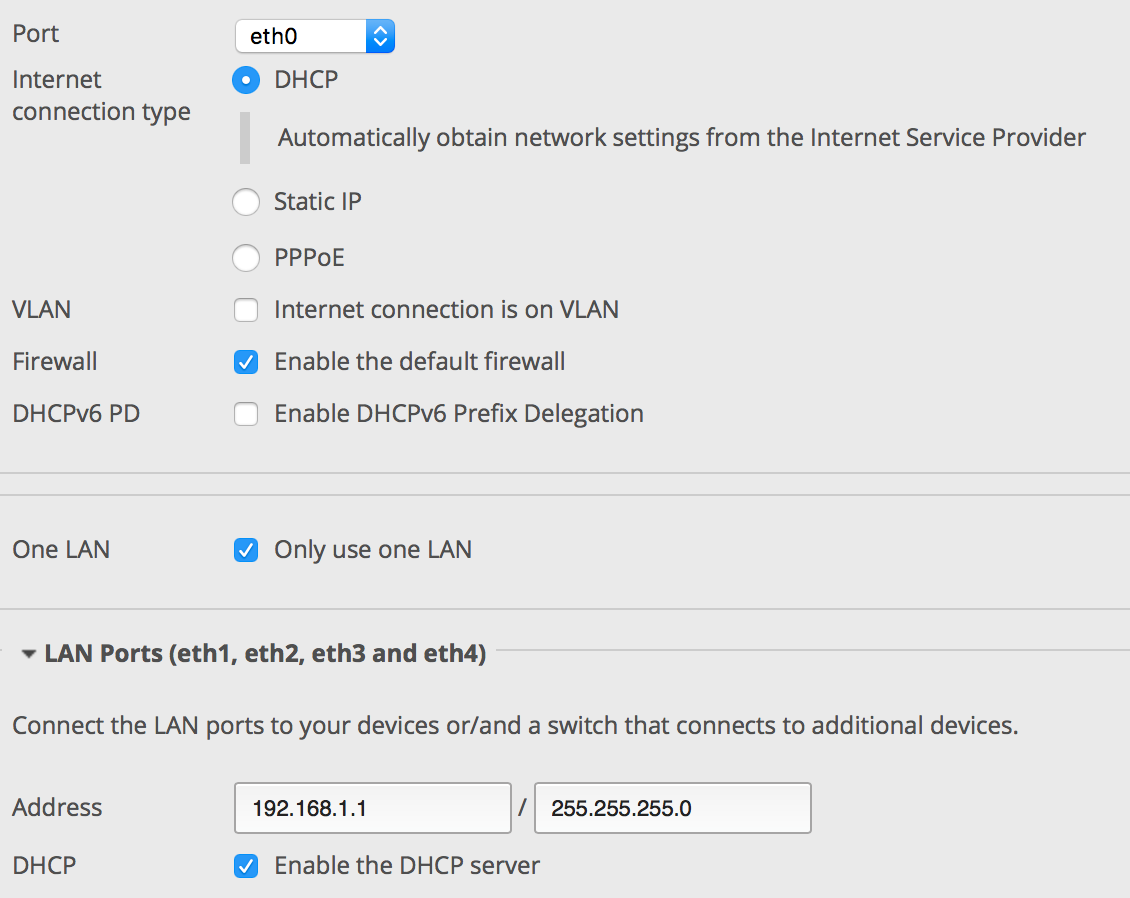 Port
eth0
Internet
connection type
DHCP
Automatically obtain network settings from the Internet Service Provider
Static IP
PPPoE
VLAN
Internet connection is on VLAN
Firewall
Enable the default firewall
DHCPv6 PD
Enable DHCPv6 Prefix Delegation
One LAN
Only use one LAN
LAN Ports (eth1, eth2, eth3 and eth4)
Connect the LAN ports to your devices or/and a switch that connects to additional devices.
Address
192.168.1.1 / 255.255.255.0
DHCP
Enable the DHCP server